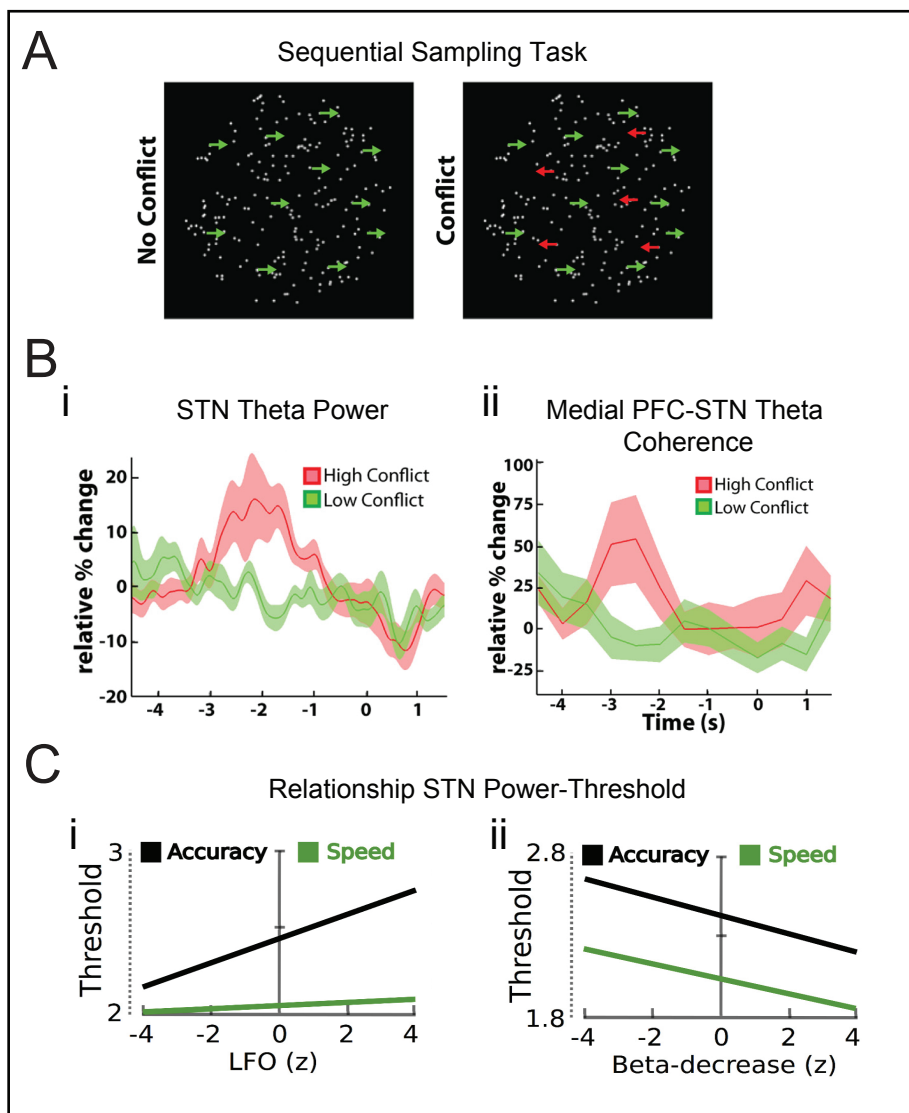 A
Sequential Sampling Task
No Conflict
Conflict
B
i
STN Theta Power
relative % change
20
10
0
-10
-20
High Conflict
Low Conflict
-4 -3 -2 -1 0 1
ii
Medial PFC-STN Theta
Coherence
relative % change
100
75
50
25
0
-25
High Conflict
Low Conflict
-4 -3 -2 -1 0 1
Time (s)
C
Relationship STN Power-Threshold
i
Accuracy Speed
Threshold
3
2
-4 -2 0 2 4
LFO (z)
ii
Accuracy Speed
Threshold
2.8
1.8
-4 -2 0 2 4
Beta-decrease (z)